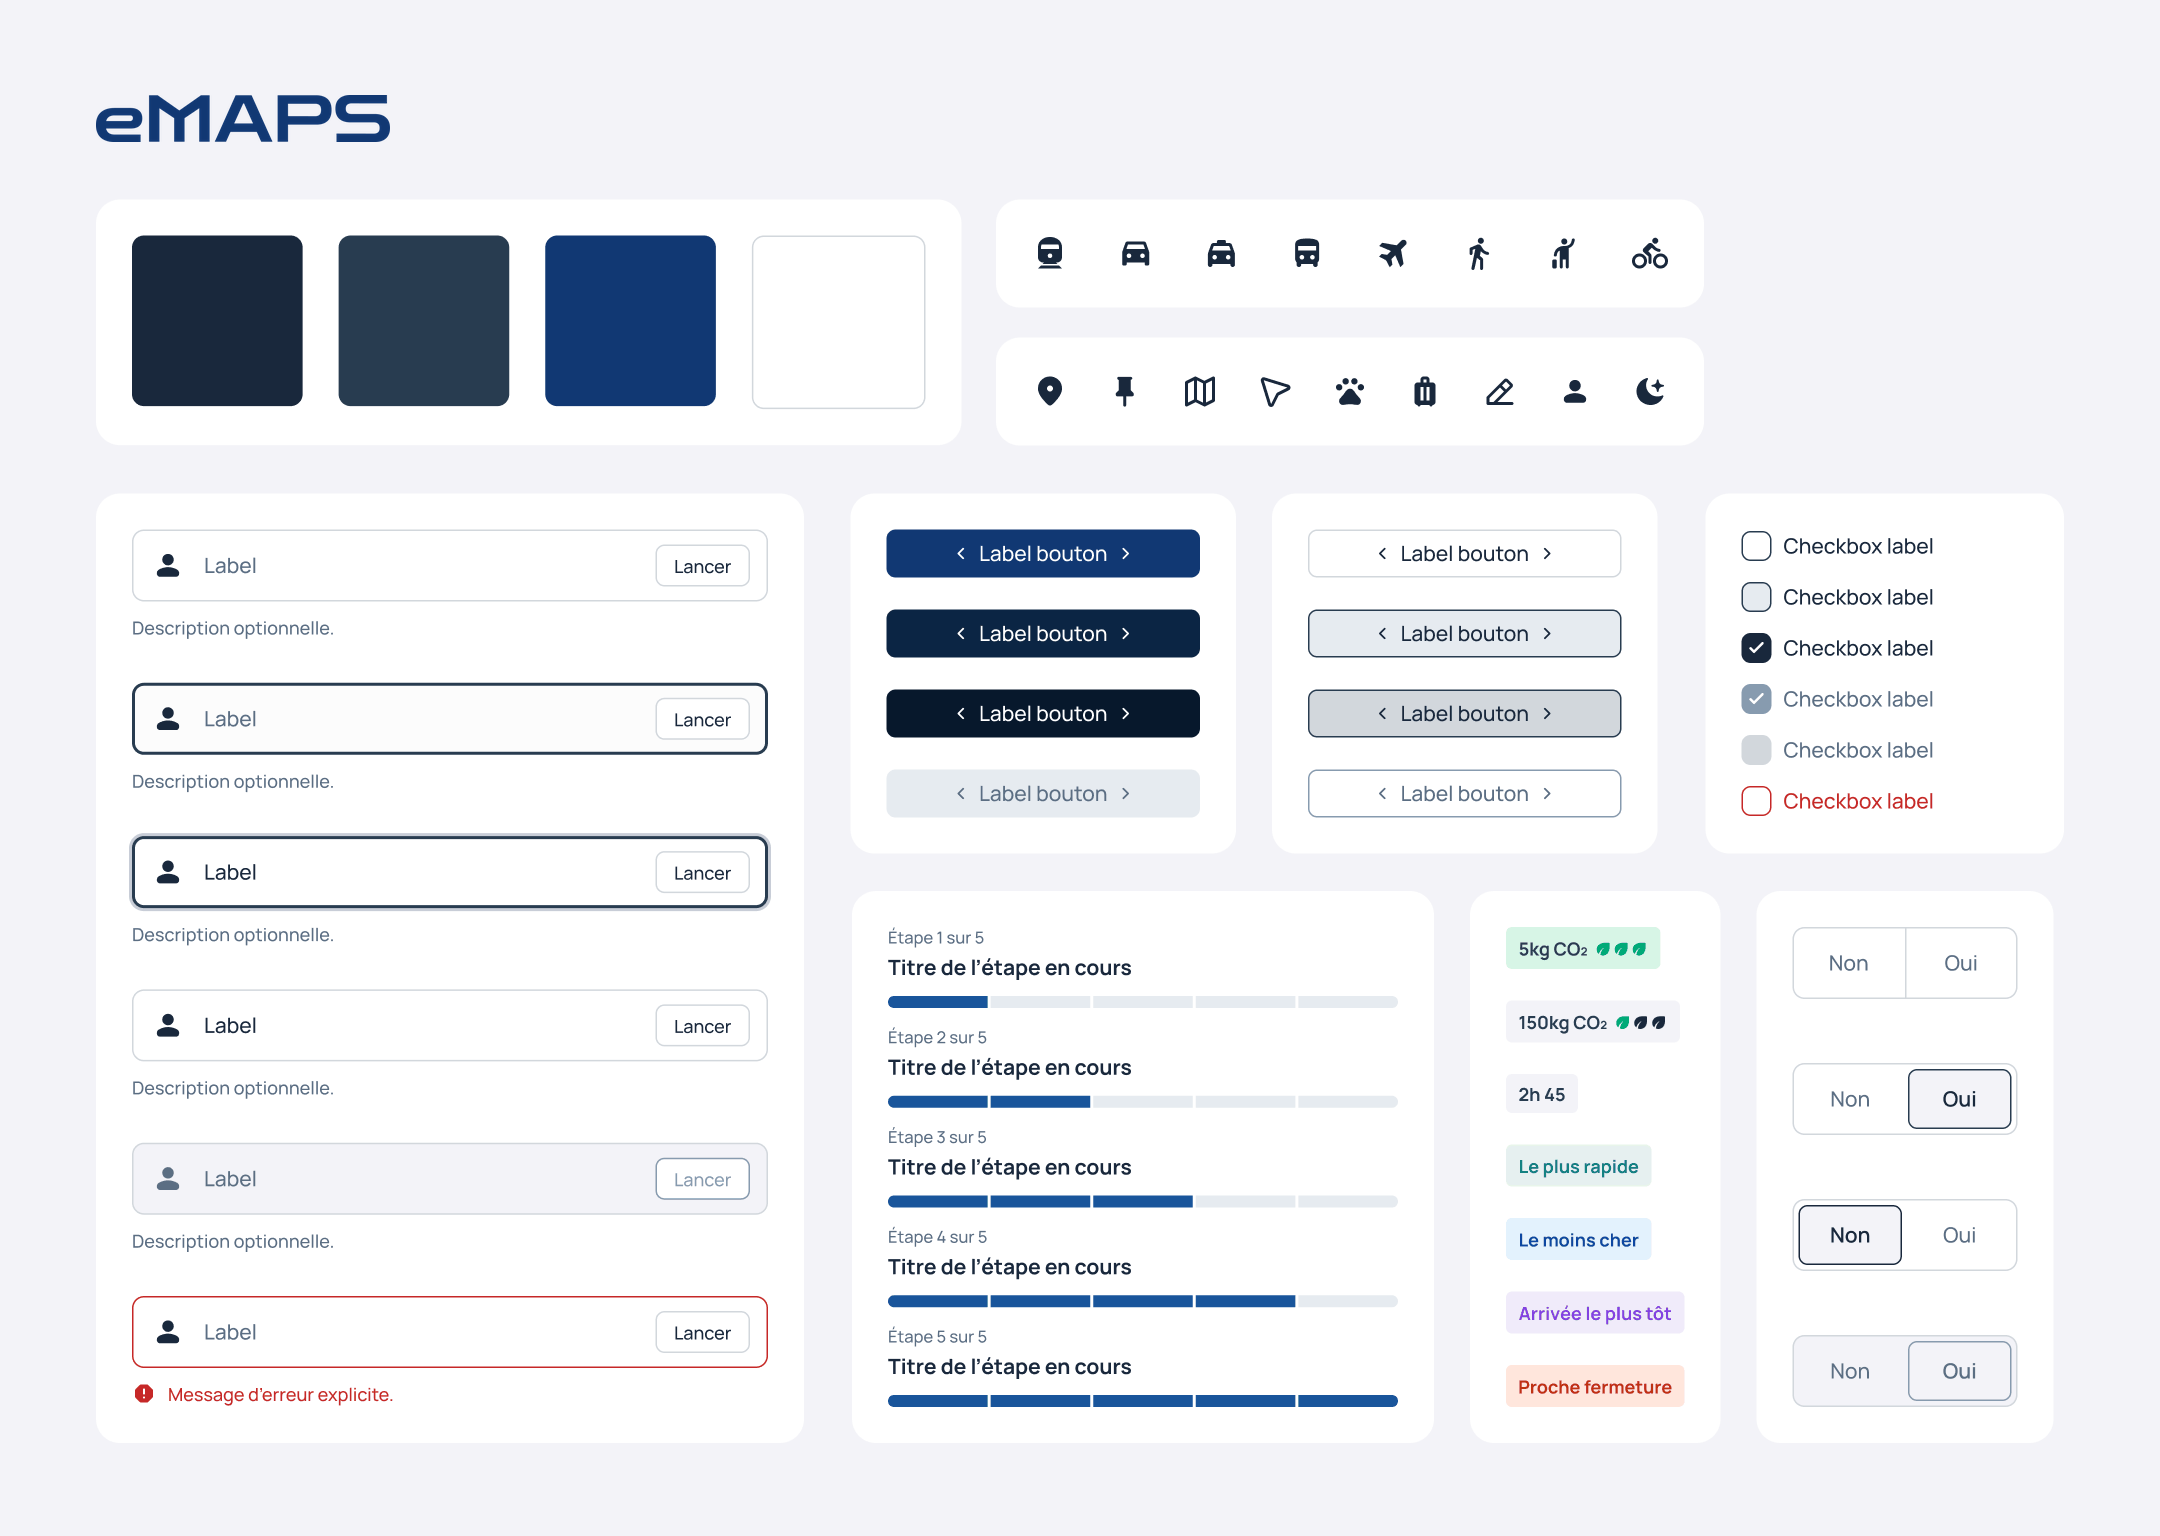 eMAPS
Label
Lancer
Description optionnelle.
Label
Lancer
Description optionnelle.
Label
Lancer
Description optionnelle.
Label
Lancer
Description optionnelle.
Label
Lancer
Description optionnelle.
Label
Lancer
Message d'erreur explicite.
Label bouton
Label bouton
Label bouton
Label bouton
Label bouton
Label bouton
Label bouton
Label bouton
Checkbox label
Checkbox label
Checkbox label
Checkbox label
Checkbox label
Checkbox label
Étape 1 sur 5
Titre de l’étape en cours
Étape 2 sur 5
Titre de l’étape en cours
Étape 3 sur 5
Titre de l’étape en cours
Étape 4 sur 5
Titre de l’étape en cours
Étape 5 sur 5
Titre de l’étape en cours
5kg CO₂
150kg CO₂
2h 45
Le plus rapide
Le moins cher
Arrivée le plus tôt
Proche fermeture
Non Oui
Non Oui
Non Oui
Non Oui